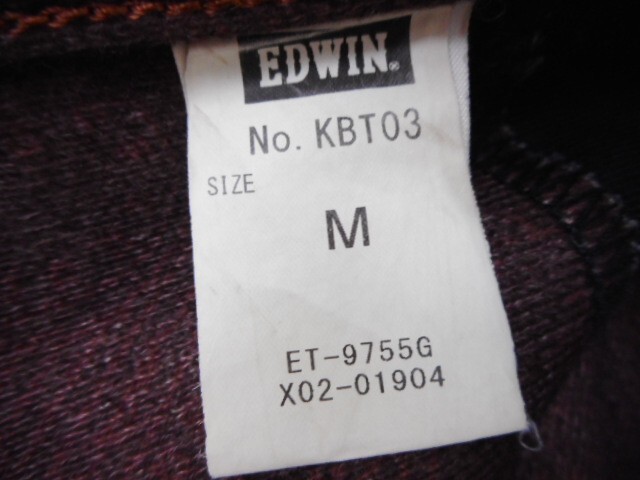 EDWIN®
No. KBT03
SIZE
M
ET-9755G
X02-01904